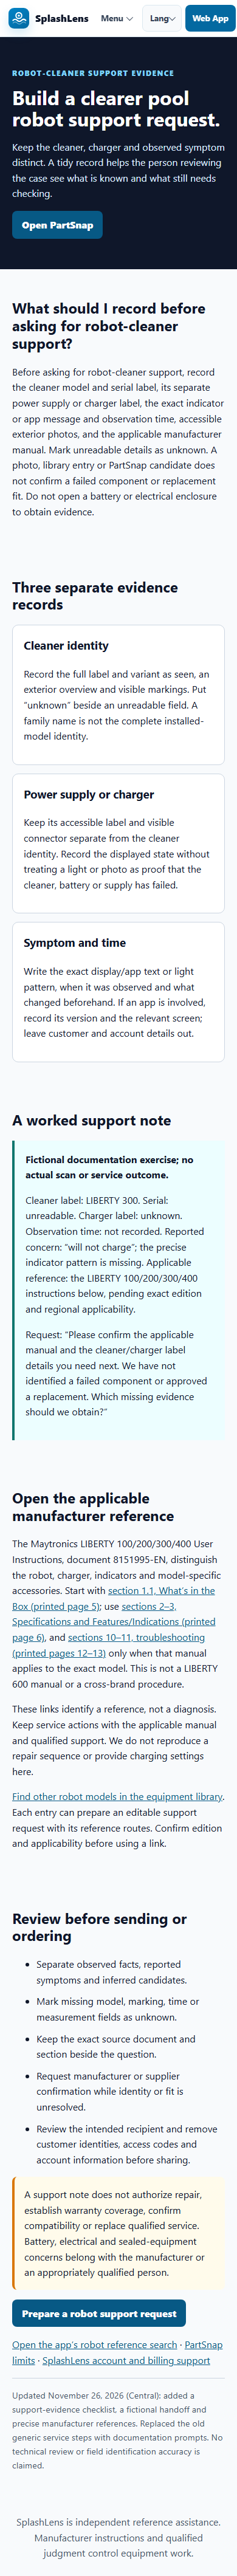 SplashLens Menu Lang Web App
ROBOT-CLEANER SUPPORT EVIDENCE
Build a clearer pool
robot support request.
Keep the cleaner, charger and observed symptom
distinct. A tidy record helps the person reviewing
the case see what is known and what still needs
checking.
Open PartSnap
What should I record before
asking for robot-cleaner
support?
Before asking for robot-cleaner support, record
the cleaner model and serial label, its separate
power supply or charger label, the exact indicator
or app message and observation time, accessible
exterior photos, and the applicable manufacturer
manual. Mark unreadable details as unknown. A
photo, library entry or PartSnap candidate does
not confirm a failed component or replacement
fit. Do not open a battery or electrical enclosure
to obtain evidence.
Three separate evidence
records
Cleaner identity
Record the full label and variant as seen, an
exterior overview and visible markings. Put
“unknown” beside an unreadable field. A
family name is not the complete installed-
model identity.
Power supply or charger
Keep its accessible label and visible
connector separate from the cleaner
identity. Record the displayed state without
treating a light or photo as proof that the
cleaner, battery or supply has failed.
Symptom and time
Write the exact display/app text or light
pattern, when it was observed and what
changed beforehand. If an app is involved,
record its version and the relevant screen;
leave customer and account details out.
A worked support note
Fictional documentation exercise; no
actual scan or service outcome.
Cleaner label: LIBERTY 300. Serial:
unreadable. Charger label: unknown.
Observation time: not recorded. Reported
concern: “will not charge”; the precise
indicator pattern is missing. Applicable
reference: the LIBERTY 100/200/300/400
instructions below, pending exact edition
and regional applicability.
Request: “Please confirm the applicable
manual and the cleaner/charger label
details you need next. We have not
identified a failed component or approved
a replacement. Which missing evidence
should we obtain?”
Open the applicable
manufacturer reference
The Maytronics LIBERTY 100/200/300/400 User
Instructions, document 8151995-EN, distinguish
the robot, charger, indicators and model-specific
accessories. Start with section 1.1, What’s in the
Box (printed page 5); use sections 2–3,
Specifications and Features/Indications (printed
page 6), and sections 10–11, troubleshooting
(printed pages 12–13) only when that manual
applies to the exact model. This is not a LIBERTY
600 manual or a cross-brand procedure.
These links identify a reference, not a diagnosis.
Keep service actions with the applicable manual
and qualified support. We do not reproduce a
repair sequence or provide charging settings
here.
Find other robot models in the equipment library.
Each entry can prepare an editable support
request with its reference routes. Confirm edition
and applicability before using a link.
Review before sending or
ordering
• Separate observed facts, reported
symptoms and inferred candidates.
• Mark missing model, marking, time or
measurement fields as unknown.
• Keep the exact source document and
section beside the question.
• Request manufacturer or supplier
confirmation while identity or fit is
unresolved.
• Review the intended recipient and remove
customer identities, access codes and
account information before sharing.
A support note does not authorize repair,
establish warranty coverage, confirm
compatibility or replace qualified service.
Battery, electrical and sealed-equipment
concerns belong with the manufacturer or
an appropriately qualified person.
Prepare a robot support request
Open the app’s robot reference search · PartSnap
limits · SplashLens account and billing support
Updated November 26, 2026 (Central): added a
support-evidence checklist, a fictional handoff and
precise manufacturer references. Replaced the old
generic service steps with documentation prompts. No
technical review or field identification accuracy is
claimed.
SplashLens is independent reference assistance.
Manufacturer instructions and qualified
judgment control equipment work.